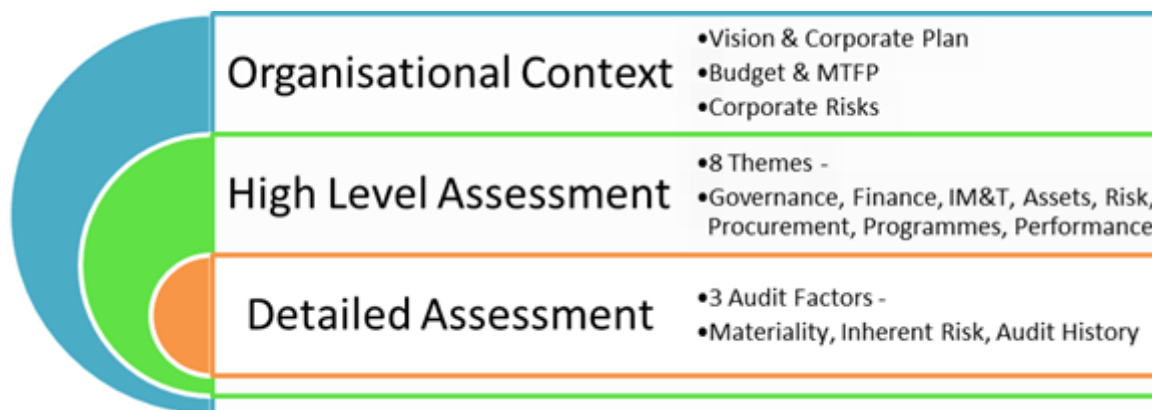 Organisational Context
•Vision & Corporate Plan
•Budget & MTFP
•Corporate Risks
High Level Assessment
•8 Themes -
•Governance, Finance, IM&T, Assets, Risk,
Procurement, Programmes, Performance
Detailed Assessment
•3 Audit Factors -
•Materiality, Inherent Risk, Audit History